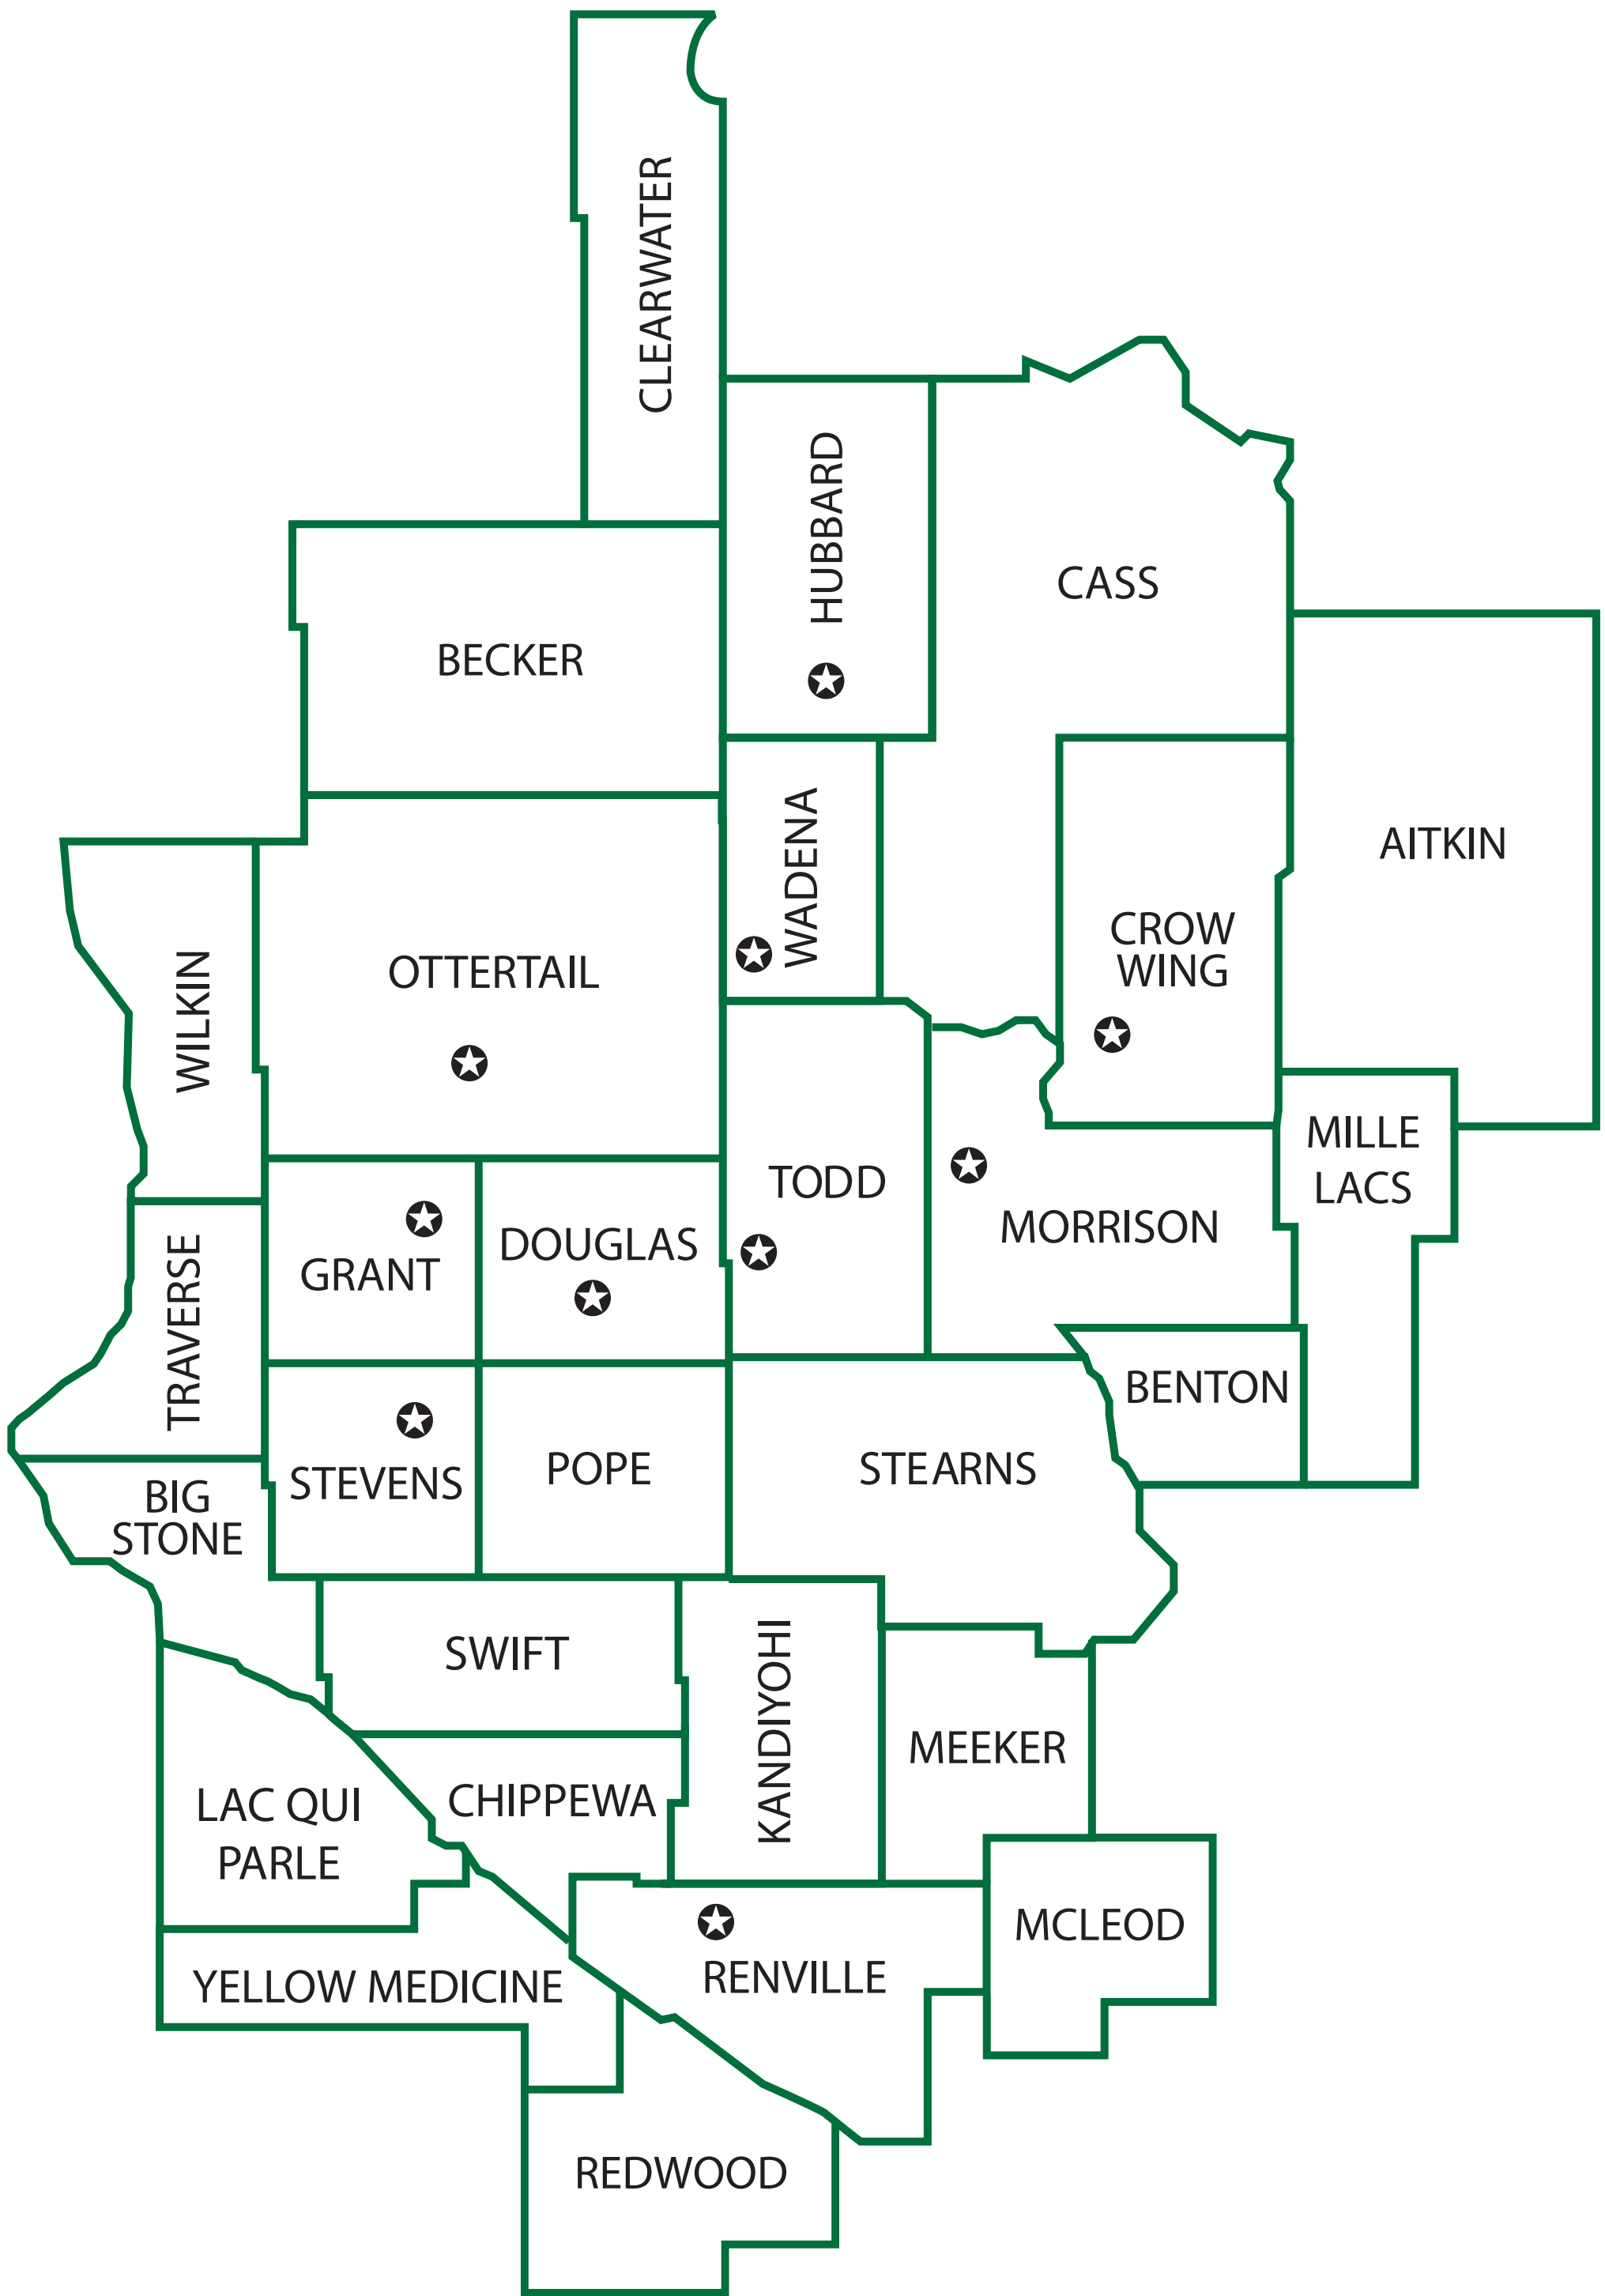 CLEARWATER
HUBBARD
CASS
BECKER
WADENA
AITKIN
CROW
WING
OTTERTAIL
WILKIN
MILLE
LACS
TODD
MORRISON
DOUGLAS
GRANT
TRAVERSE
BENTON
STEARNS
POPE
STEVENS
BIG
STONE
SWIFT
KANDIYOHI
MEEKER
CHIPPEWA
LAC QUI
PARLE
MCLEOD
RENVILLE
YELLOW MEDICINE
REDWOOD